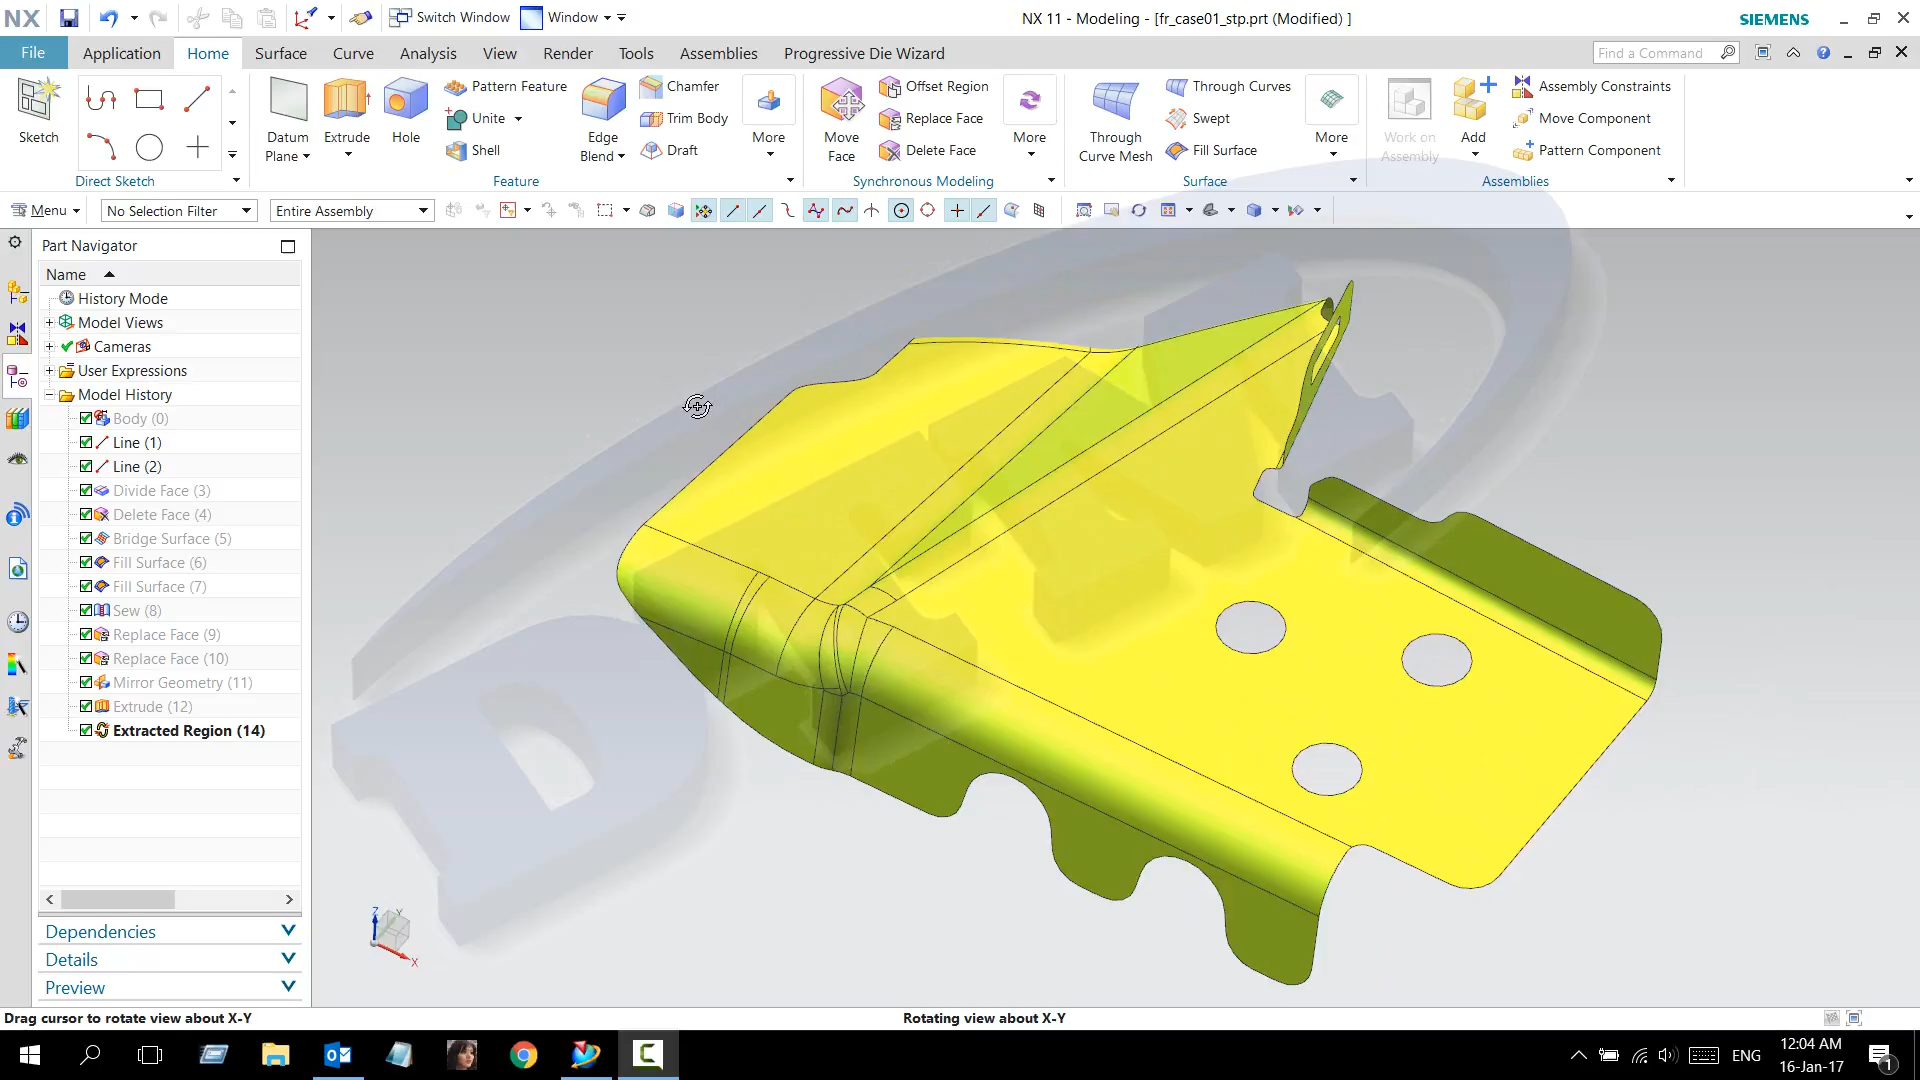 NX
Switch Window
Window
NX 11 - Modeling - [fr_case01_stp.prt (Modified) ]
SIEMENS
File
Application
Home
Surface
Curve
Analysis
View
Render
Tools
Assemblies
Progressive Die Wizard
Find a Command
Sketch
Direct Sketch
Datum
Plane
Extrude
Hole
Pattern Feature
Unite
Shell
Edge
Blend
Chamfer
Trim Body
Draft
More
Feature
Move
Face
Offset Region
Replace Face
Delete Face
More
Synchronous Modeling
Through
Curve Mesh
Through Curves
Swept
Fill Surface
More
Surface
Work on
Assembly
Add
Assembly Constraints
Move Component
Pattern Component
Assemblies
Menu
No Selection Filter
Entire Assembly
Part Navigator
Name
History Mode
Model Views
Cameras
User Expressions
Model History
Body (0)
Line (1)
Line (2)
Divide Face (3)
Delete Face (4)
Bridge Surface (5)
Fill Surface (6)
Fill Surface (7)
Sew (8)
Replace Face (9)
Replace Face (10)
Mirror Geometry (11)
Extrude (12)
Extracted Region (14)
Dependencies
Details
Preview
Z
Y
X
Drag cursor to rotate view about X-Y
Rotating view about X-Y
ENG
12:04 AM
16-Jan-17
1